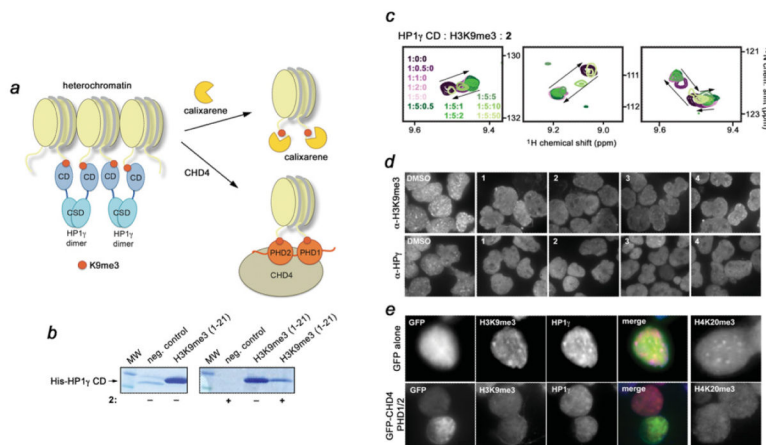 a
heterochromatin
calixarene
calixarene
CHD4
CD CD CD CD
CSD CSD
HP1γ dimer
HP1γ dimer
K9me3
PHD2 PHD1
CHD4
b
MW
neg. control
H3K9me3 (1-21)
MW
neg. control
H3K9me3 (1-21)
H3K9me3 (1-21)
His-HP1γ CD
2: – – + – +
c
HP1γ CD : H3K9me3 : 2
1:0:0
1:0.5:0
1:1:0
1:2:0
1:5:0
1:5:0.5
1:5:1
1:5:2
1:5:5
1:5:10
1:5:50
130
132
111
112
121
123
9.6 9.4
9.2 9.0
9.6 9.4
¹H chemical shift (ppm)
d
α-H3K9me3
DMSO 1 2 3 4
α-HPγ
DMSO 1 2 3 4
e
GFP alone
GFP H3K9me3 HP1γ merge H4K20me3
GFP-CHD4 PHD1/2
GFP H3K9me3 HP1γ merge H4K20me3